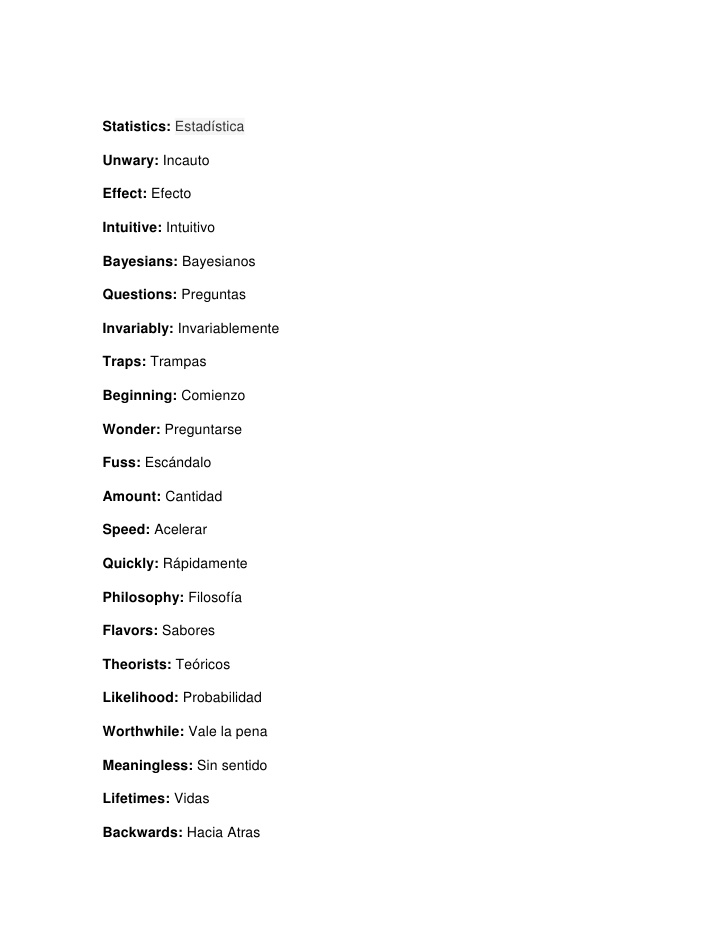 Statistics: Estadística
Unwary: Incauto
Effect: Efecto
Intuitive: Intuitivo
Bayesians: Bayesianos
Questions: Preguntas
Invariably: Invariablemente
Traps: Trampas
Beginning: Comienzo
Wonder: Preguntarse
Fuss: Escándalo
Amount: Cantidad
Speed: Acelerar
Quickly: Rápidamente
Philosophy: Filosofía
Flavors: Sabores
Theorists: Teóricos
Likelihood: Probabilidad
Worthwhile: Vale la pena
Meaningless: Sin sentido
Lifetimes: Vidas
Backwards: Hacia Atras